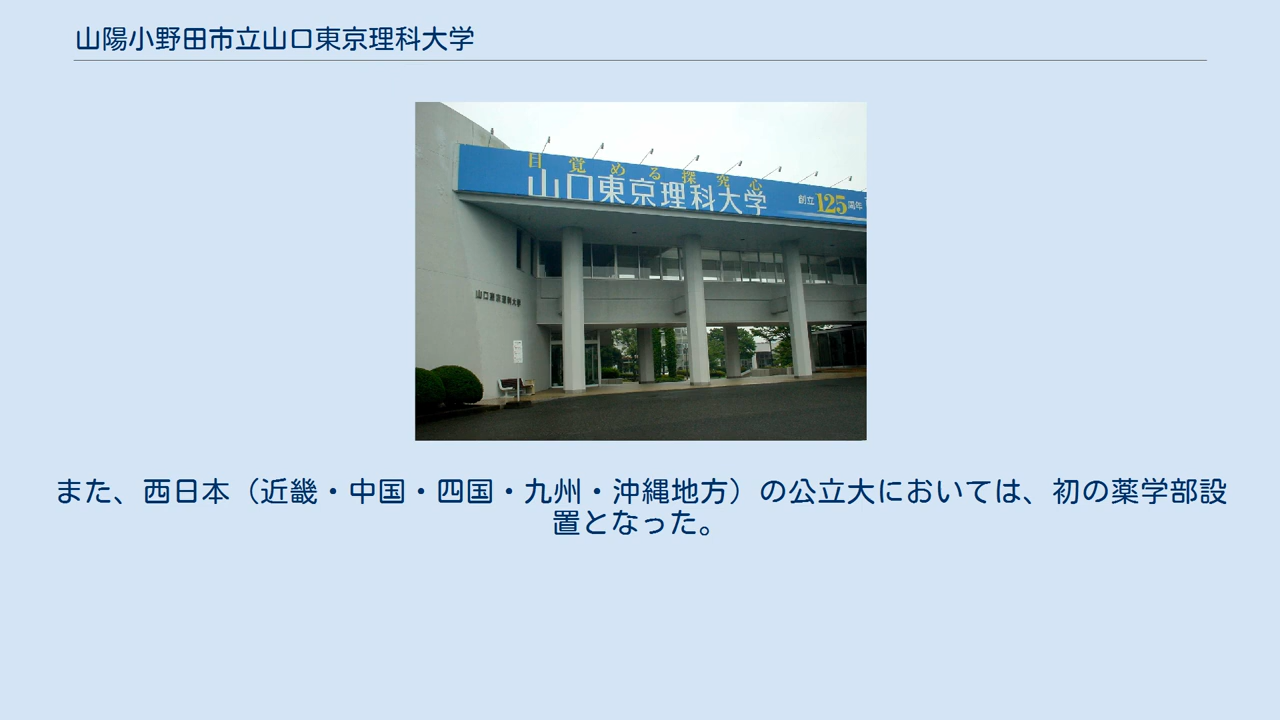 山陽小野田市立山口東京理科大学
目覚める探究心
山口東京理科大学
創立125周年
山口東京理科大学
また、西日本（近畿・中国・四国・九州・沖縄地方）の公立大においては、初の薬学部設
置となった。